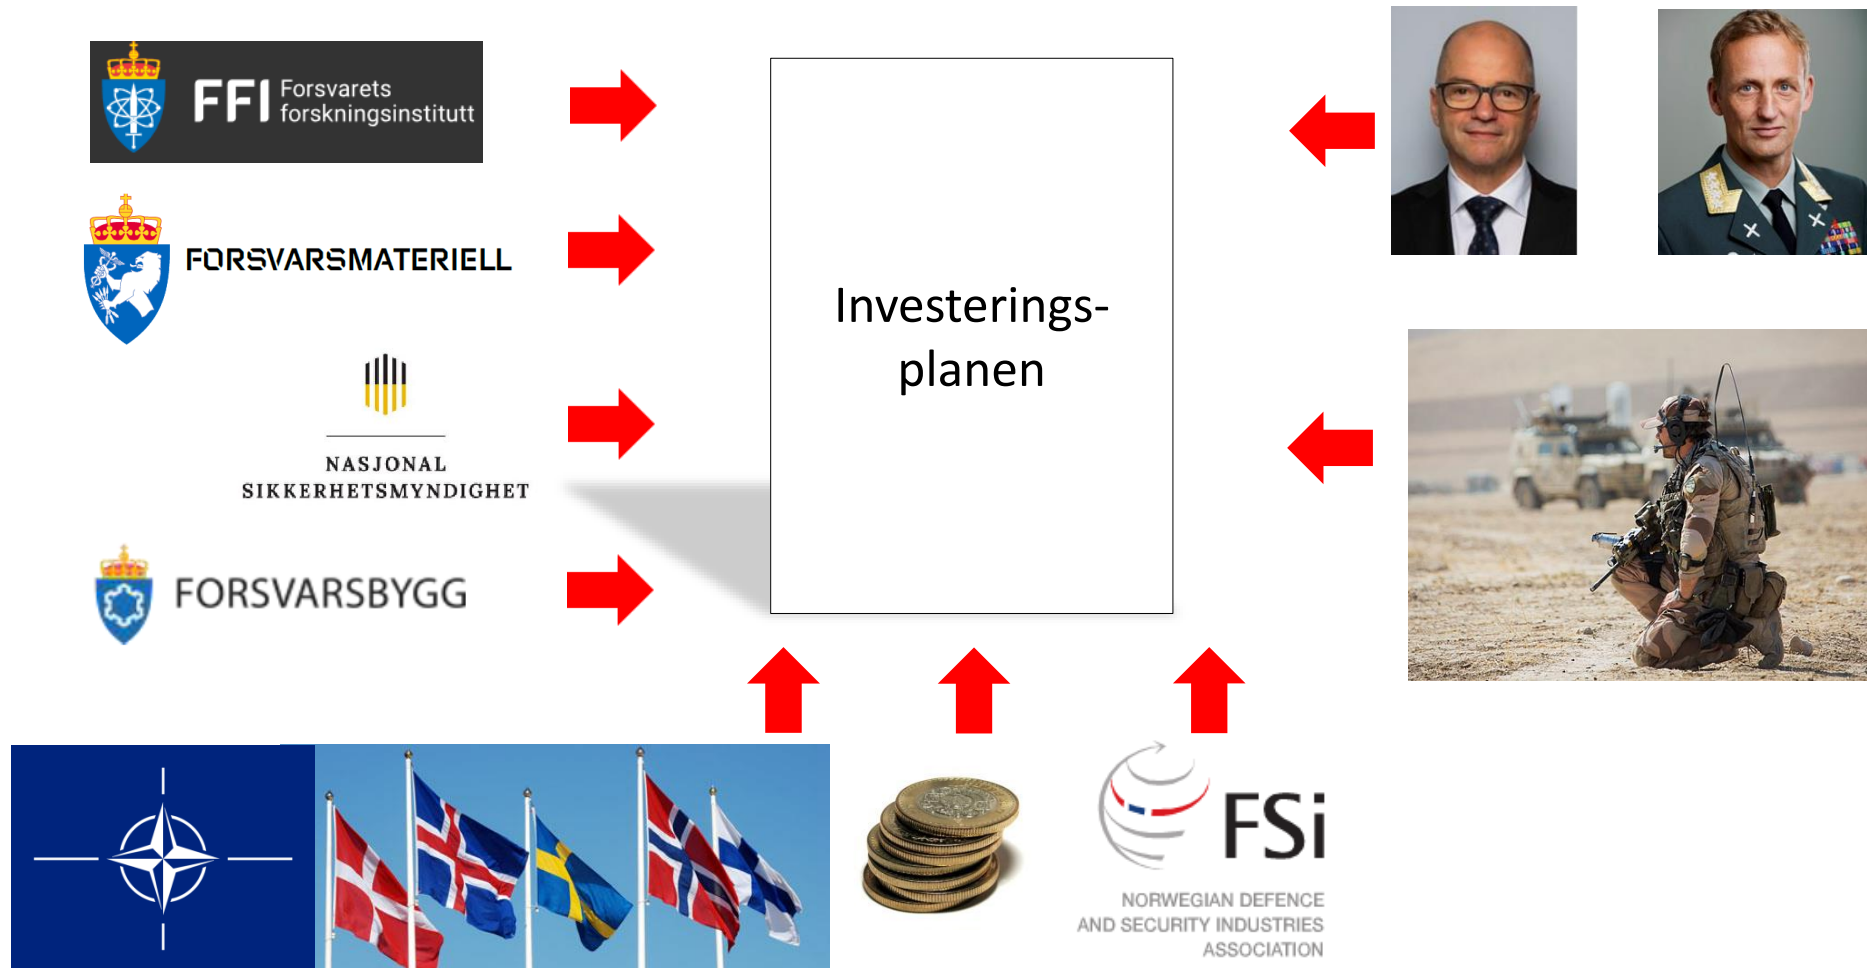 FFI
Forsvarets
forskningsinstitutt
FORSVARSMATERIELL
NASJONAL
SIKKERHETSMYNDIGHET
FORSVARSBYGG
Investerings-
planen
FSi
NORWEGIAN DEFENCE
AND SECURITY INDUSTRIES
ASSOCIATION